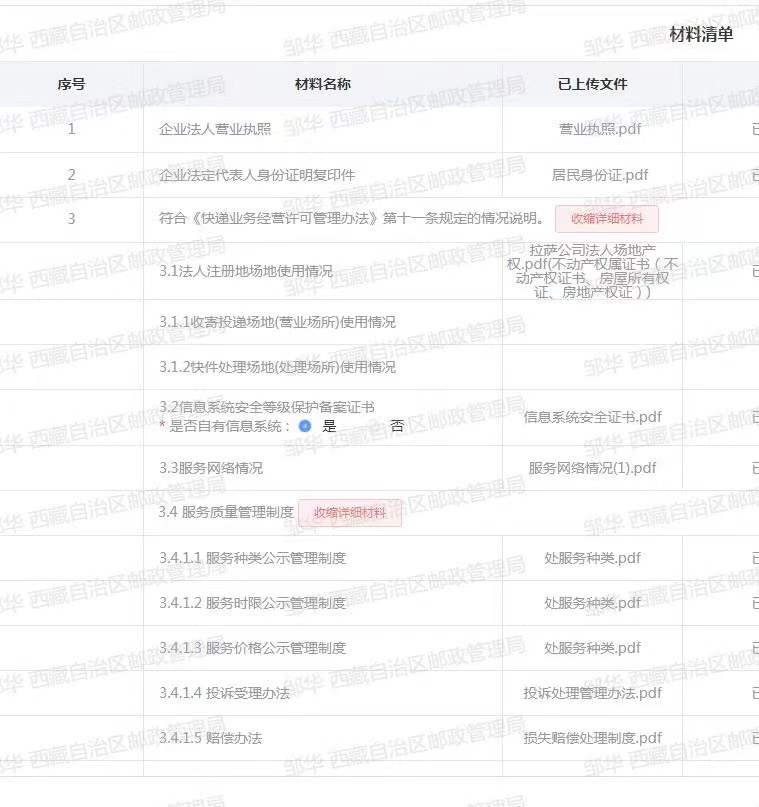 材料清单
序号 材料名称 已上传文件
1 企业法人营业执照 营业执照.pdf 已
2 企业法定代表人身份证明复印件 居民身份证.pdf 已
3 符合《快递业务经营许可管理办法》第十一条规定的情况说明。 收缩详细材料
3.1法人注册地场地使用情况 拉萨公司法人场地产
权.pdf(不动产权属证书（不
动产权证书、房屋所有权
证、房地产权证）) 已
3.1.1收寄投递场地(营业场所)使用情况
3.1.2快件处理场地(处理场所)使用情况
3.2信息系统安全等级保护备案证书
* 是否自有信息系统： 是 否 信息系统安全证书.pdf 已
3.3服务网络情况 服务网络情况(1).pdf 已
3.4 服务质量管理制度 收缩详细材料
3.4.1.1 服务种类公示管理制度 处服务种类.pdf 已
3.4.1.2 服务时限公示管理制度 处服务种类.pdf 已
3.4.1.3 服务价格公示管理制度 处服务种类.pdf 已
3.4.1.4 投诉受理办法 投诉处理管理办法.pdf 已
3.4.1.5 赔偿办法 损失赔偿处理制度.pdf 已
邹华 西藏自治区邮政管理局